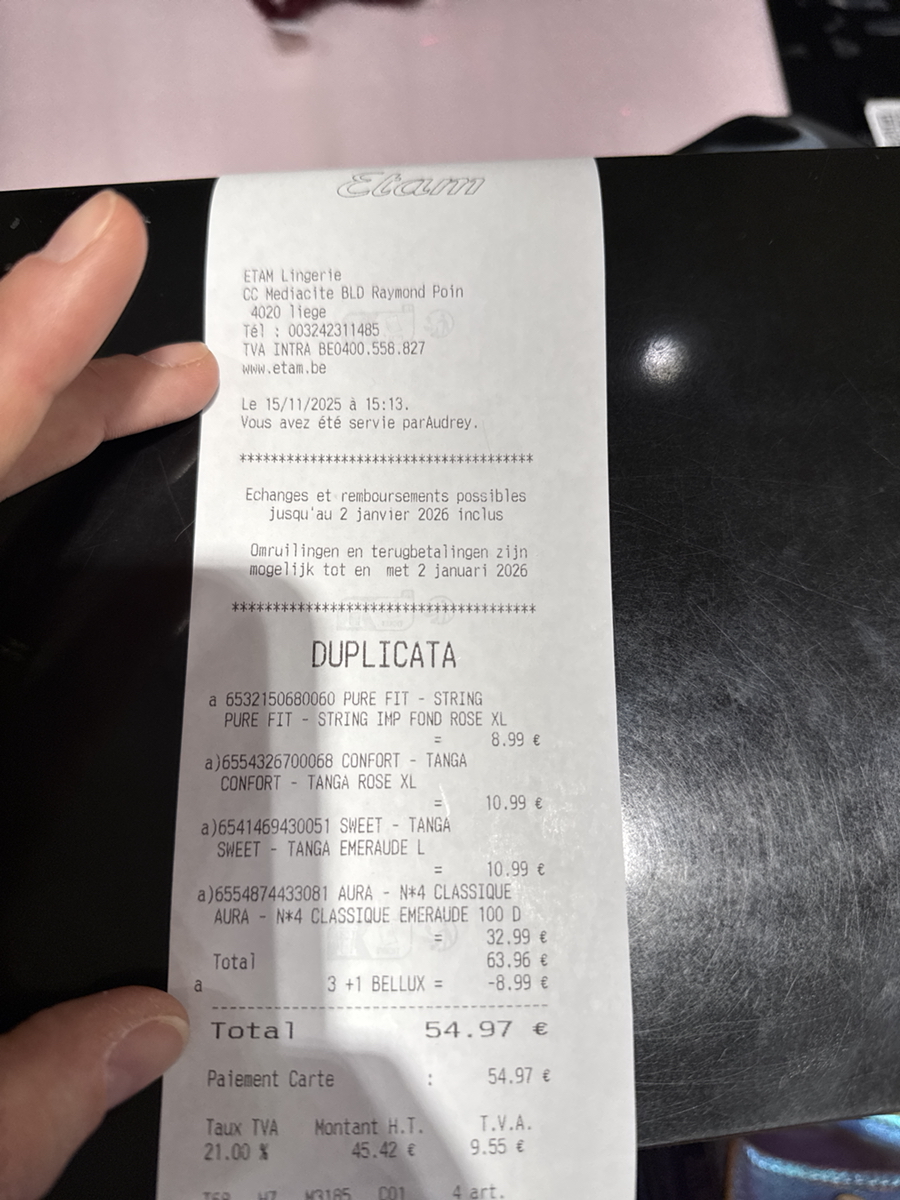 Etam
ETAM Lingerie
CC Mediacite BLD Raymond Poin
4020 liege
Tél : 003242311485
TVA INTRA BE0400.558.827
www.etam.be
Le 15/11/2025 à 15:13.
Vous avez été servie parAudrey.
*************************************
Echanges et remboursements possibles
jusqu'au 2 janvier 2026 inclus
Omruilingen en terugbetalingen zijn
mogelijk tot en met 2 januari 2026
**************************************
DUPLICATA
a 6532150680060 PURE FIT - STRING
PURE FIT - STRING IMP FOND ROSE XL
= 8.99 €
a)6554326700068 CONFORT - TANGA
CONFORT - TANGA ROSE XL
= 10.99 €
a)6541469430051 SWEET - TANGA
SWEET - TANGA EMERAUDE L
= 10.99 €
a)6554874433081 AURA - N*4 CLASSIQUE
AURA - N*4 CLASSIQUE EMERAUDE 100 D
= 32.99 €
Total 63.96 €
a 3 +1 BELLUX = -8.99 €
----------------------------------------
Total 54.97 €
Paiement Carte : 54.97 €
Taux TVA Montant H.T. T.V.A.
21.00 % 45.42 € 9.55 €
C01 4 art.